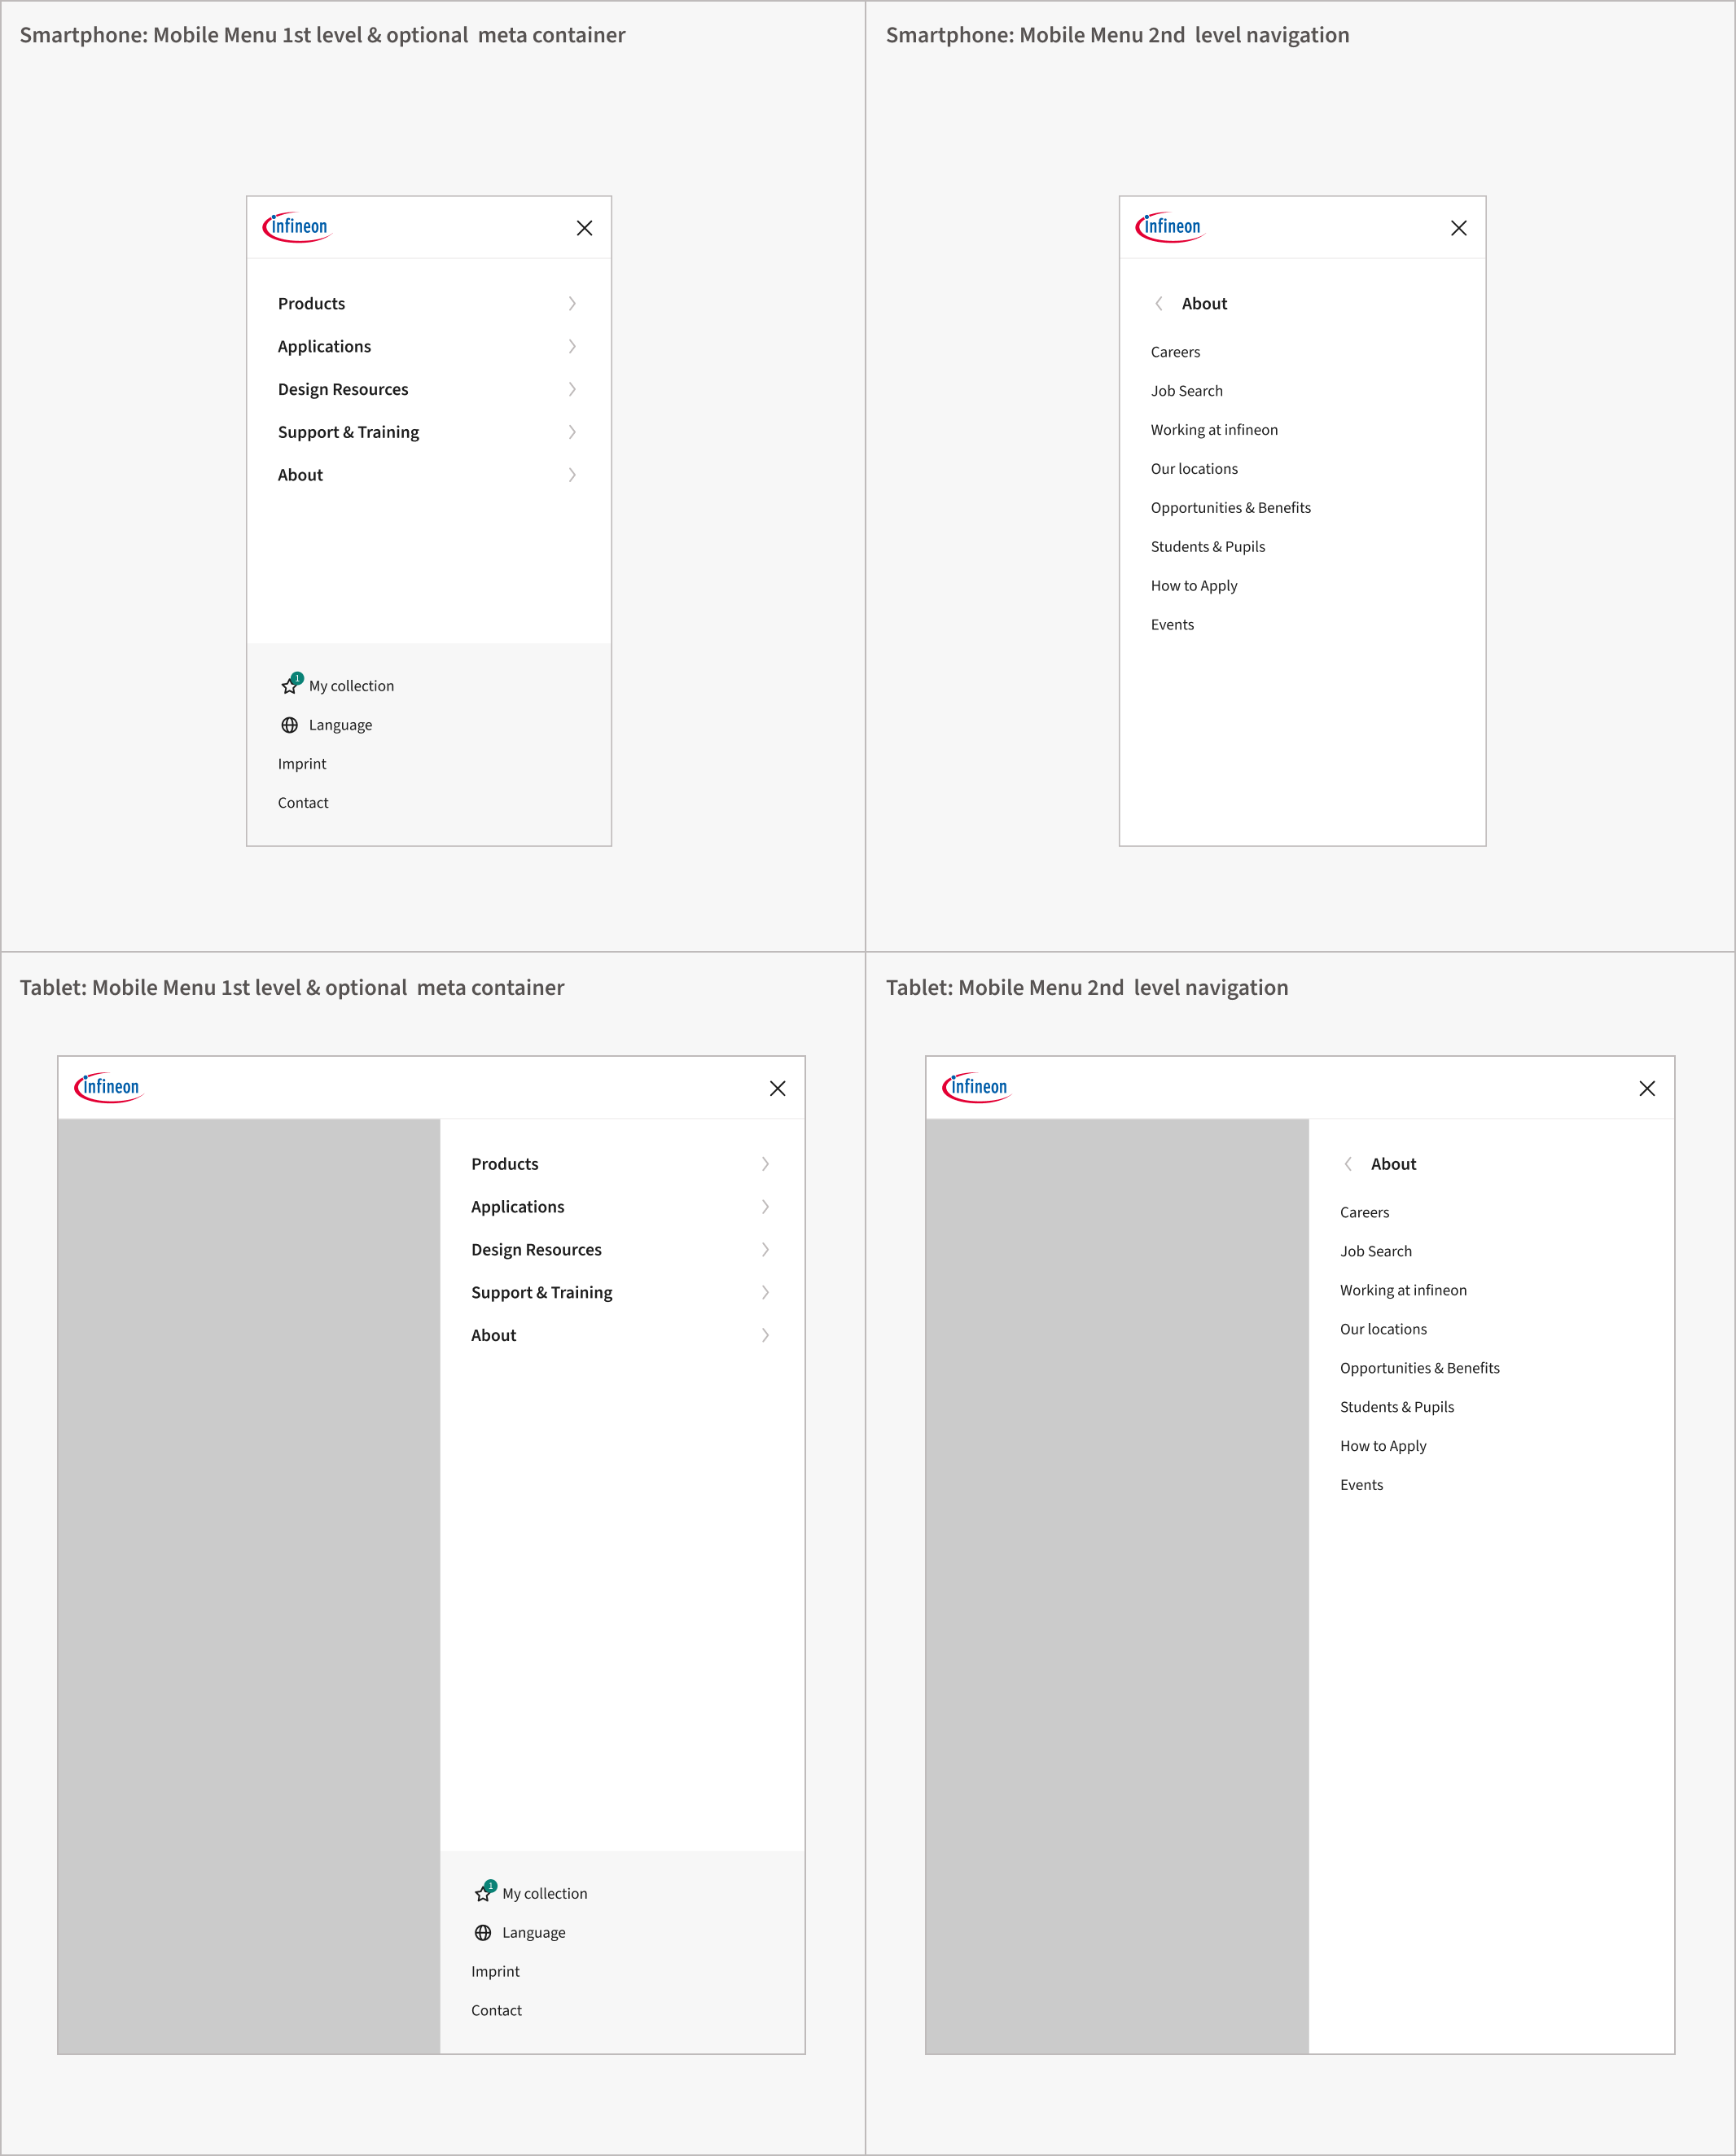 Smartphone: Mobile Menu 1st level & optional  meta container
infineon
Products
Applications
Design Resources
Support & Training
About
1
My collection
Language
Imprint
Contact
Smartphone: Mobile Menu 2nd  level navigation
infineon
About
Careers
Job Search
Working at infineon
Our locations
Opportunities & Benefits
Students & Pupils
How to Apply
Events
Tablet: Mobile Menu 1st level & optional  meta container
infineon
Products
Applications
Design Resources
Support & Training
About
1
My collection
Language
Imprint
Contact
Tablet: Mobile Menu 2nd  level navigation
infineon
About
Careers
Job Search
Working at infineon
Our locations
Opportunities & Benefits
Students & Pupils
How to Apply
Events